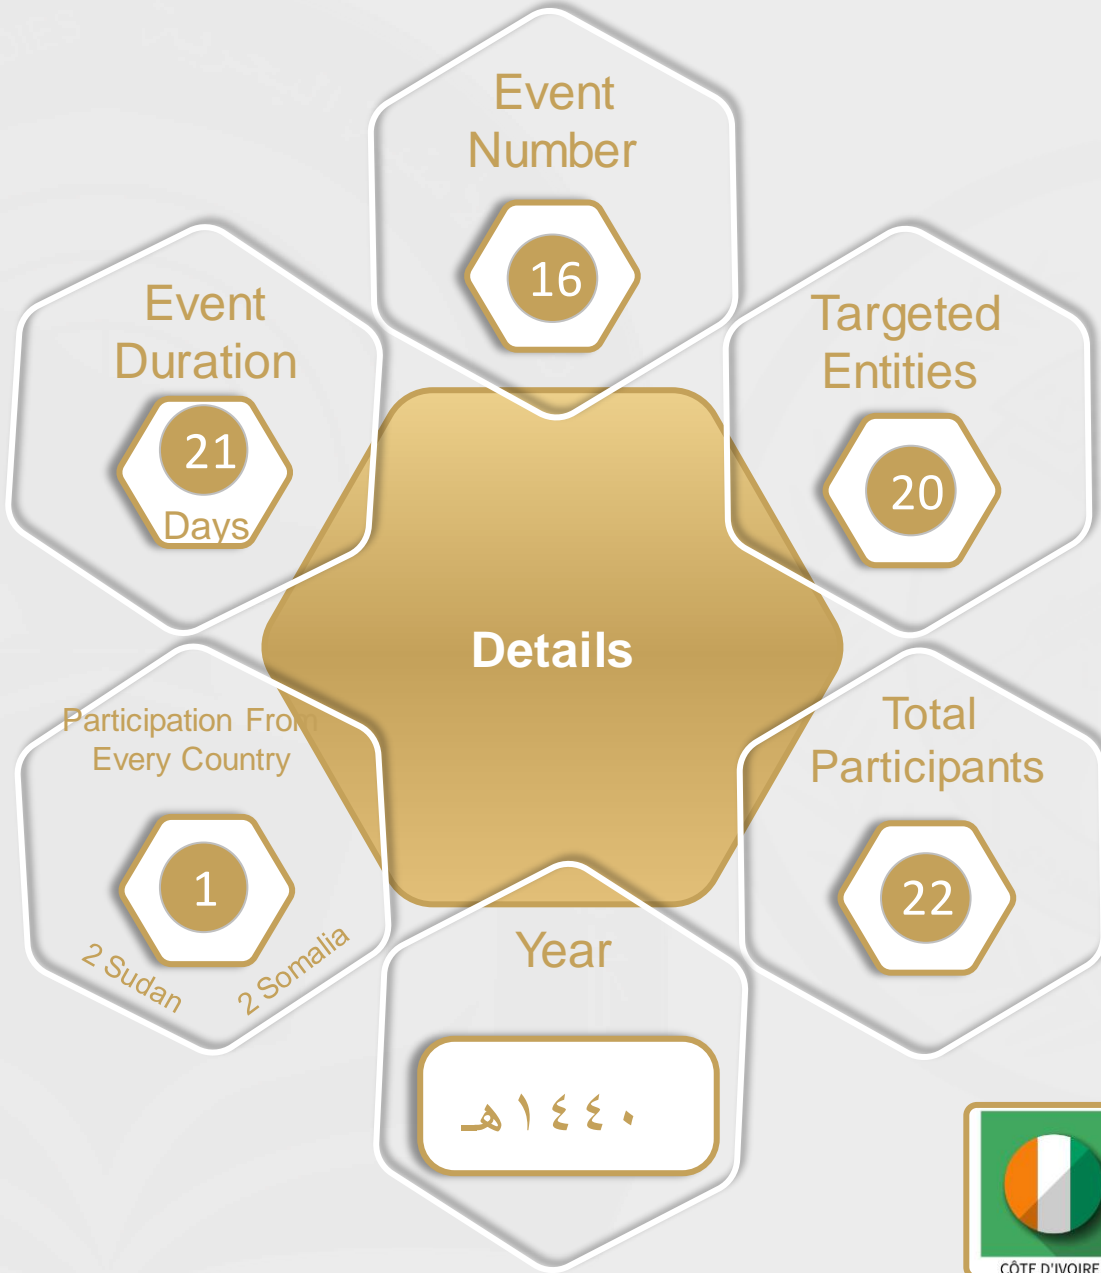 Event
Number
16
Event
Duration
21
Days
Targeted
Entities
20
Details
Participation From
Every Country
1
2 Sudan
2 Somalia
Total
Participants
22
Year
١٤٤٠هـ
CÔTE D'IVOIRE